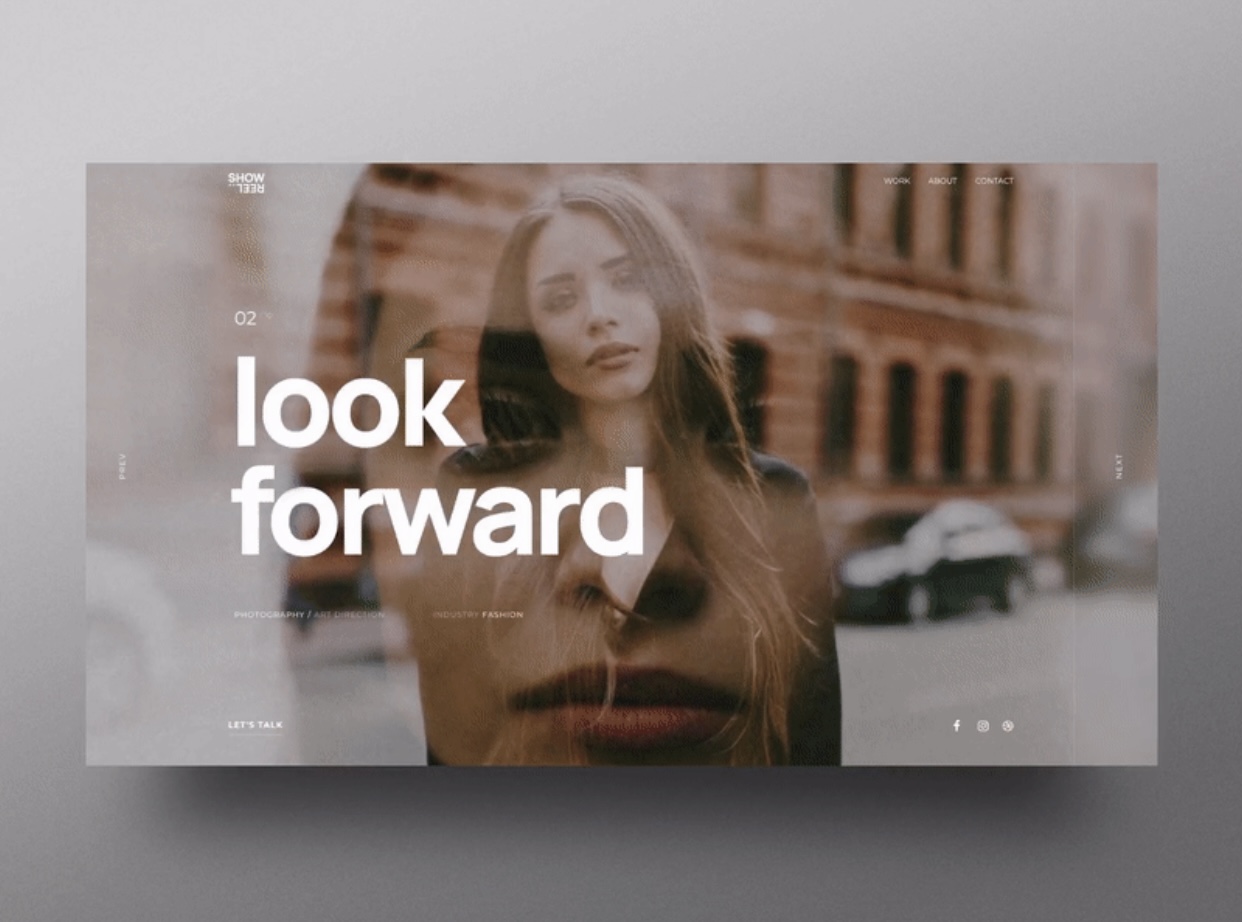 SHOW
REEL
WORK ABOUT CONTACT
02
look
forward
PREV
NEXT
PHOTOGRAPHY / ART DIRECTION INDUSTRY FASHION
LET'S TALK